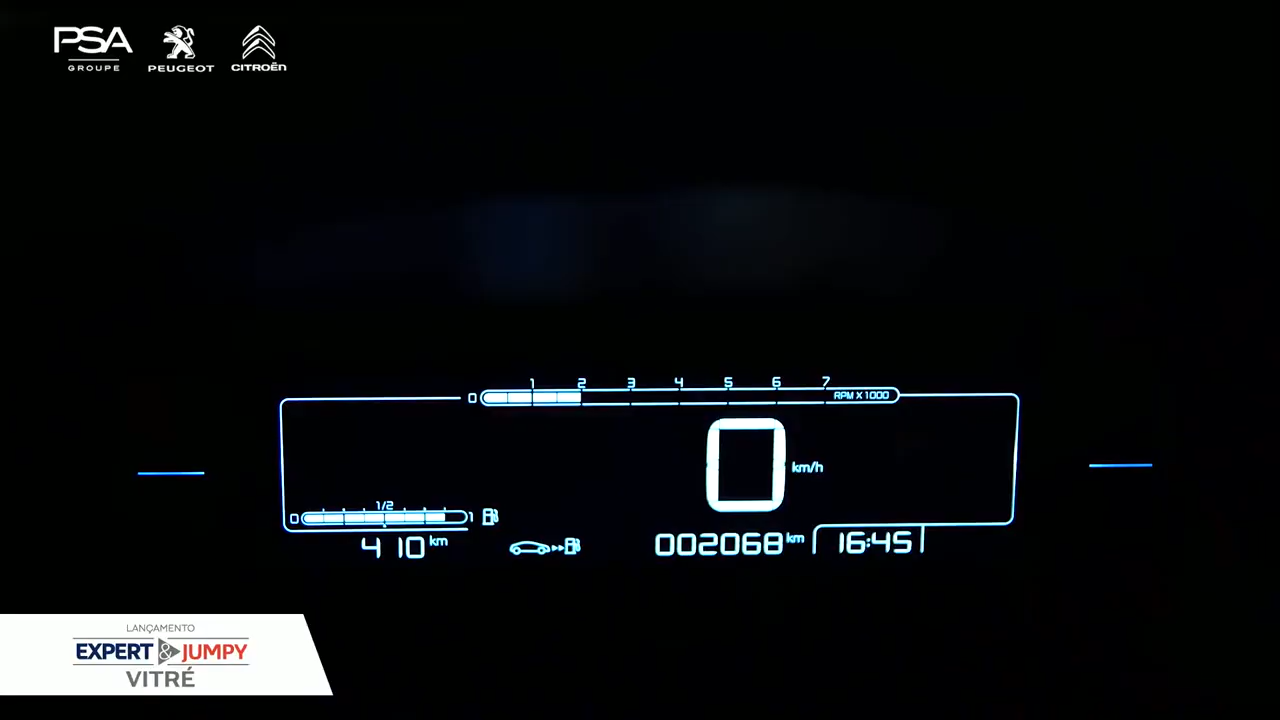 PSA
GROUPE
PEUGEOT
CITROËN
0 1 2 3 4 5 6 7
RPM X 1000
0 km/h
0 1/2 1
410 km
002068 km
16:45
LANÇAMENTO
EXPERT & JUMPY
VITRÉ